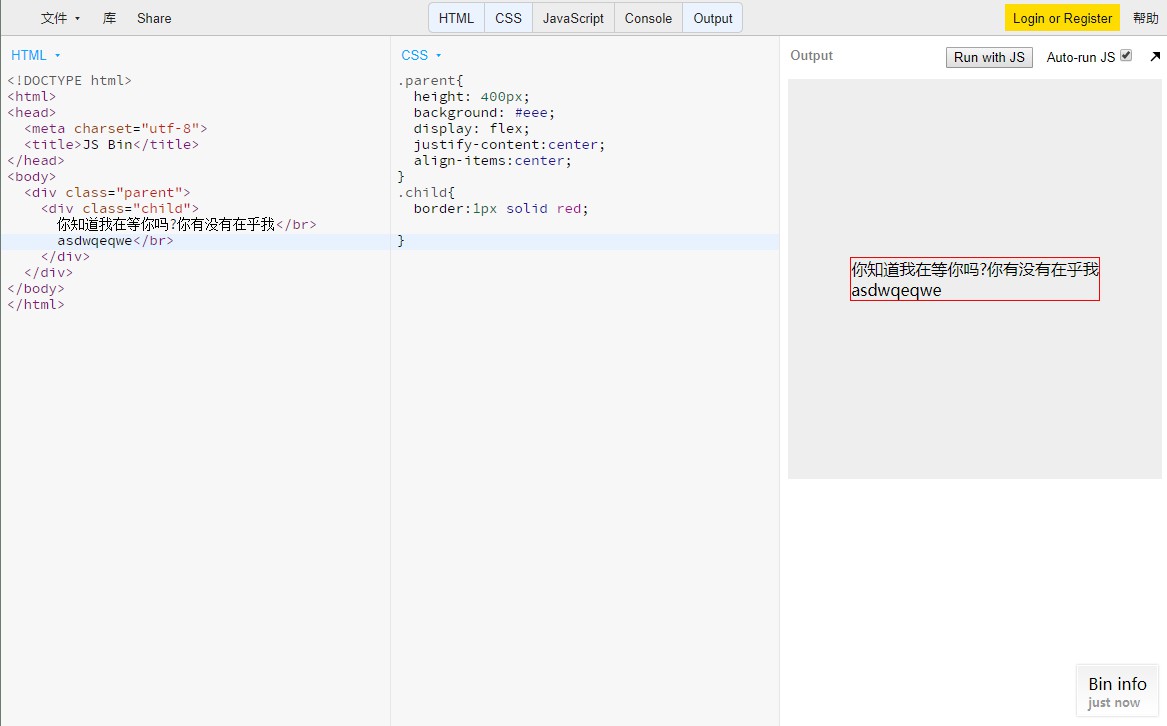 文件 库 Share HTML CSS JavaScript Console Output Login or Register 帮助
HTML
<!DOCTYPE html>
<html>
<head>
  <meta charset="utf-8">
  <title>JS Bin</title>
</head>
<body>
  <div class="parent">
    <div class="child">
      你知道我在等你吗?你有没有在乎我</br>
      asdwqeqwe</br>
    </div>
  </div>
</body>
</html>
CSS
.parent{
  height: 400px;
  background: #eee;
  display: flex;
  justify-content:center;
  align-items:center;
}
.child{
  border:1px solid red;
}
Output Run with JS Auto-run JS
你知道我在等你吗?你有没有在乎我
asdwqeqwe
Bin info
just now